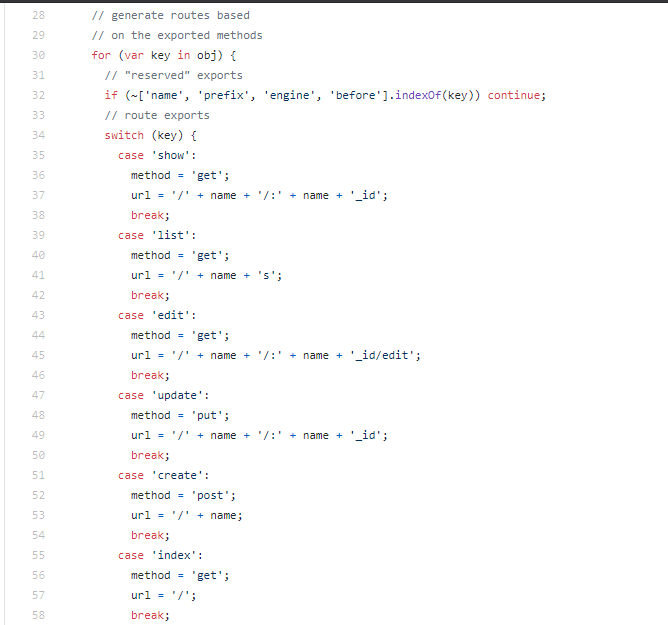 28 // generate routes based
29 // on the exported methods
30 for (var key in obj) {
31 // "reserved" exports
32 if (~['name', 'prefix', 'engine', 'before'].indexOf(key)) continue;
33 // route exports
34 switch (key) {
35 case 'show':
36 method = 'get';
37 url = '/' + name + '/:' + name + '_id';
38 break;
39 case 'list':
40 method = 'get';
41 url = '/' + name + 's';
42 break;
43 case 'edit':
44 method = 'get';
45 url = '/' + name + '/:' + name + '_id/edit';
46 break;
47 case 'update':
48 method = 'put';
49 url = '/' + name + '/:' + name + '_id';
50 break;
51 case 'create':
52 method = 'post';
53 url = '/' + name;
54 break;
55 case 'index':
56 method = 'get';
57 url = '/';
58 break;